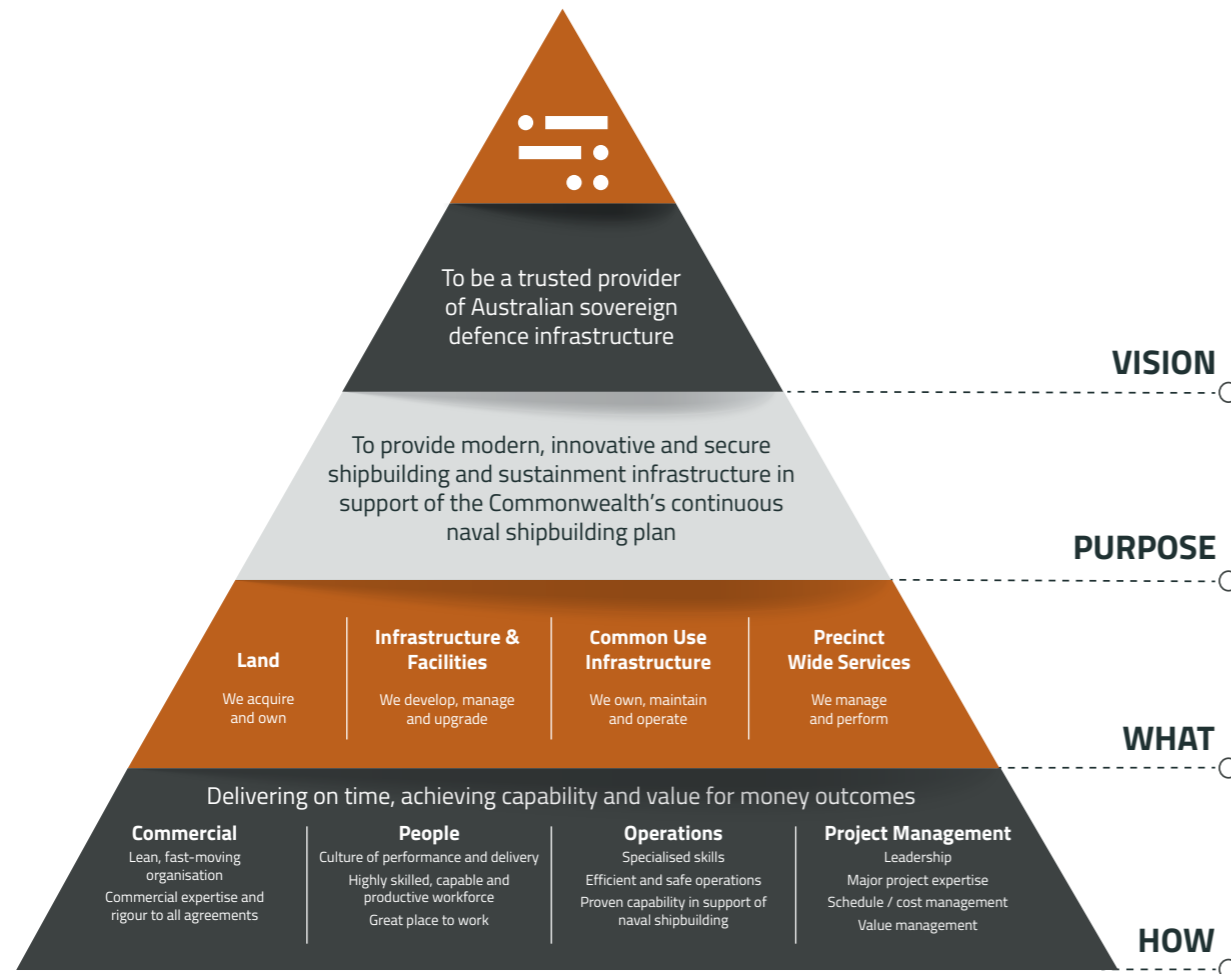 To be a trusted provider
of Australian sovereign
defence infrastructure
VISION
To provide modern, innovative and secure
shipbuilding and sustainment infrastructure in
support of the Commonwealth's continuous
naval shipbuilding plan
PURPOSE
Land
We acquire
and own
Infrastructure &
Facilities
We develop, manage
and upgrade
Common Use
Infrastructure
We own, maintain
and operate
Precinct
Wide Services
We manage
and perform
WHAT
Delivering on time, achieving capability and value for money outcomes
Commercial
Lean, fast-moving
organisation
Commercial expertise and
rigour to all agreements
People
Culture of performance and delivery
Highly skilled, capable and
productive workforce
Great place to work
Operations
Specialised skills
Efficient and safe operations
Proven capability in support of
naval shipbuilding
Project Management
Leadership
Major project expertise
Schedule / cost management
Value management
HOW